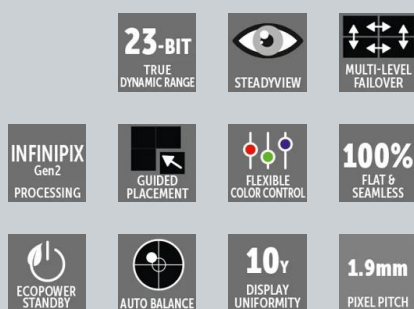 23-BIT
TRUE
DYNAMIC RANGE
STEADYVIEW
MULTI-LEVEL
FAILOVER
INFINIPIX
Gen2
PROCESSING
GUIDED
PLACEMENT
FLEXIBLE
COLOR CONTROL
100%
FLAT &
SEAMLESS
ECOPOWER
STANDBY
AUTO BALANCE
10Y
DISPLAY
UNIFORMITY
1.9mm
PIXEL PITCH